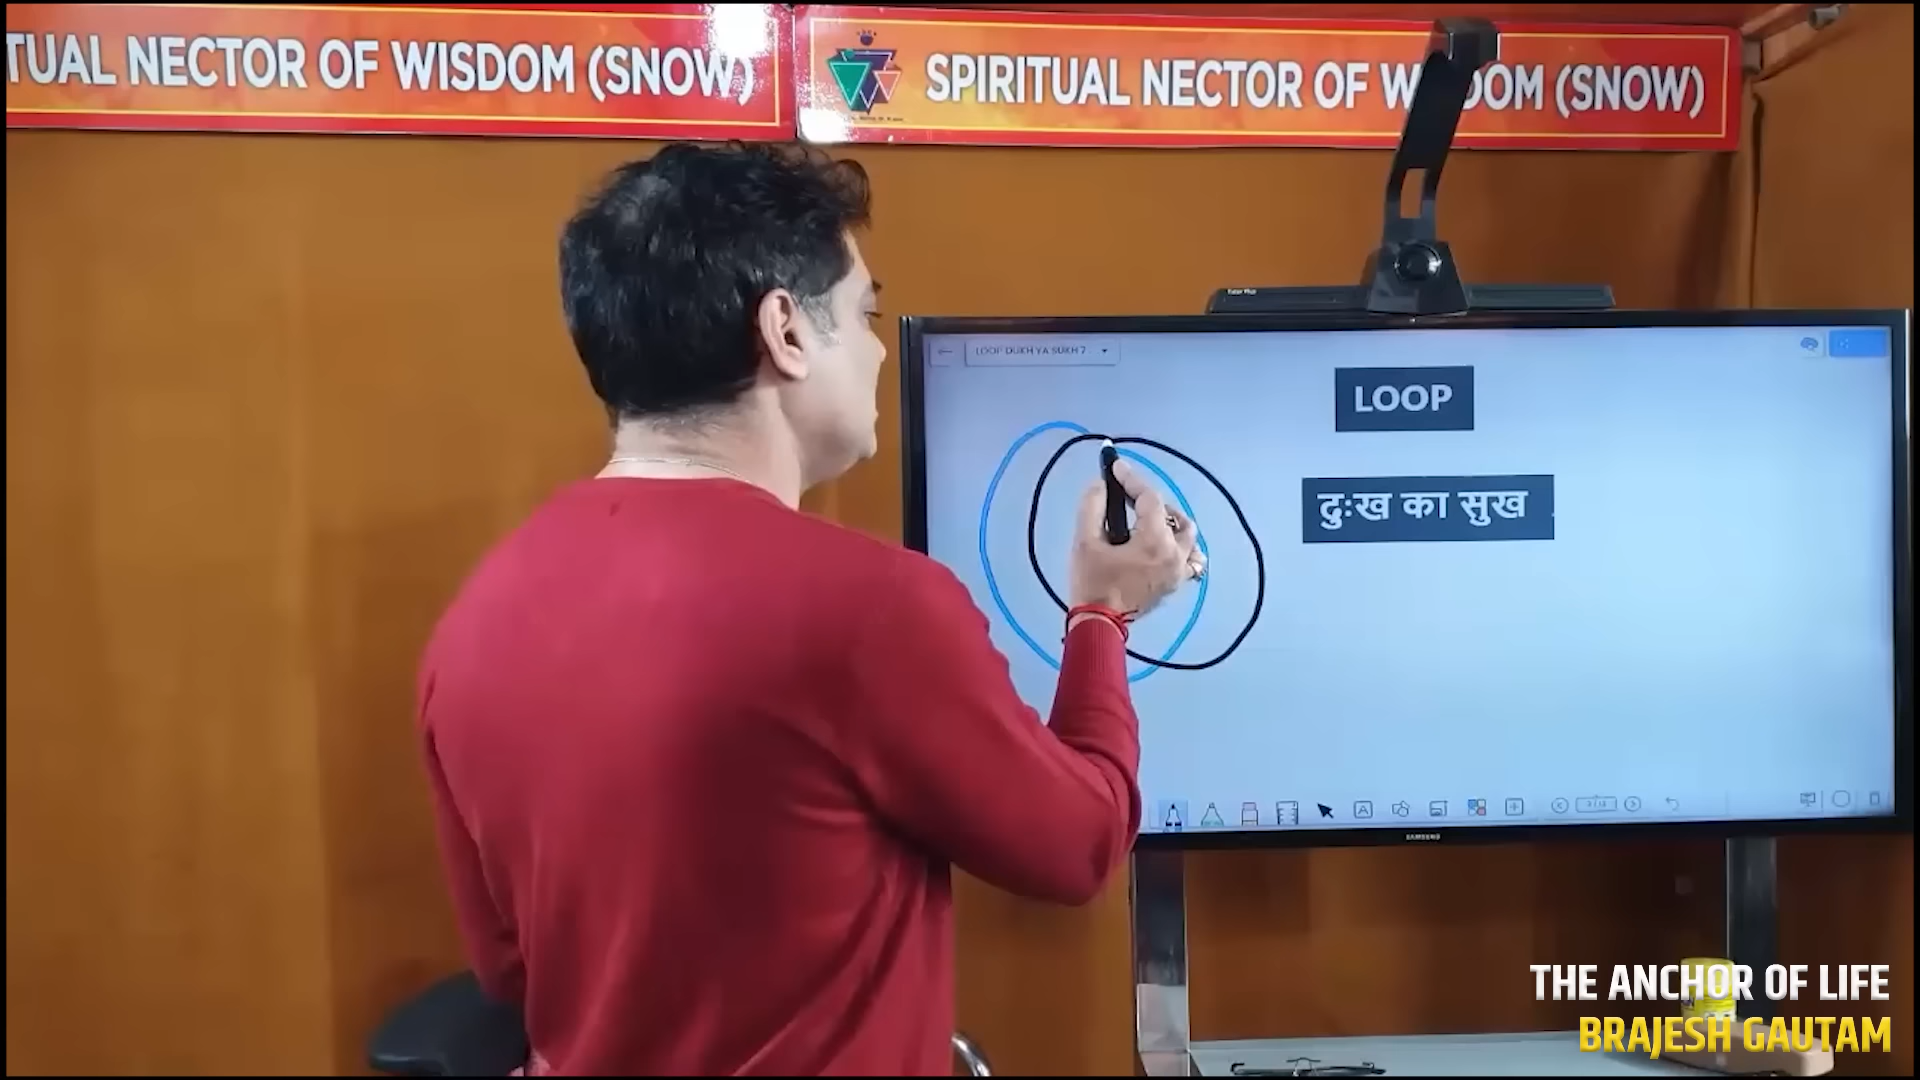 TUAL NECTOR OF WISDOM (SNOW)
SPIRITUAL NECTOR OF W DOM (SNOW)
LOOP DUKH YA SUKH ?
LOOP
दुःख का सुख
SAMSUNG
THE ANCHOR OF LIFE
BRAJESH GAUTAM